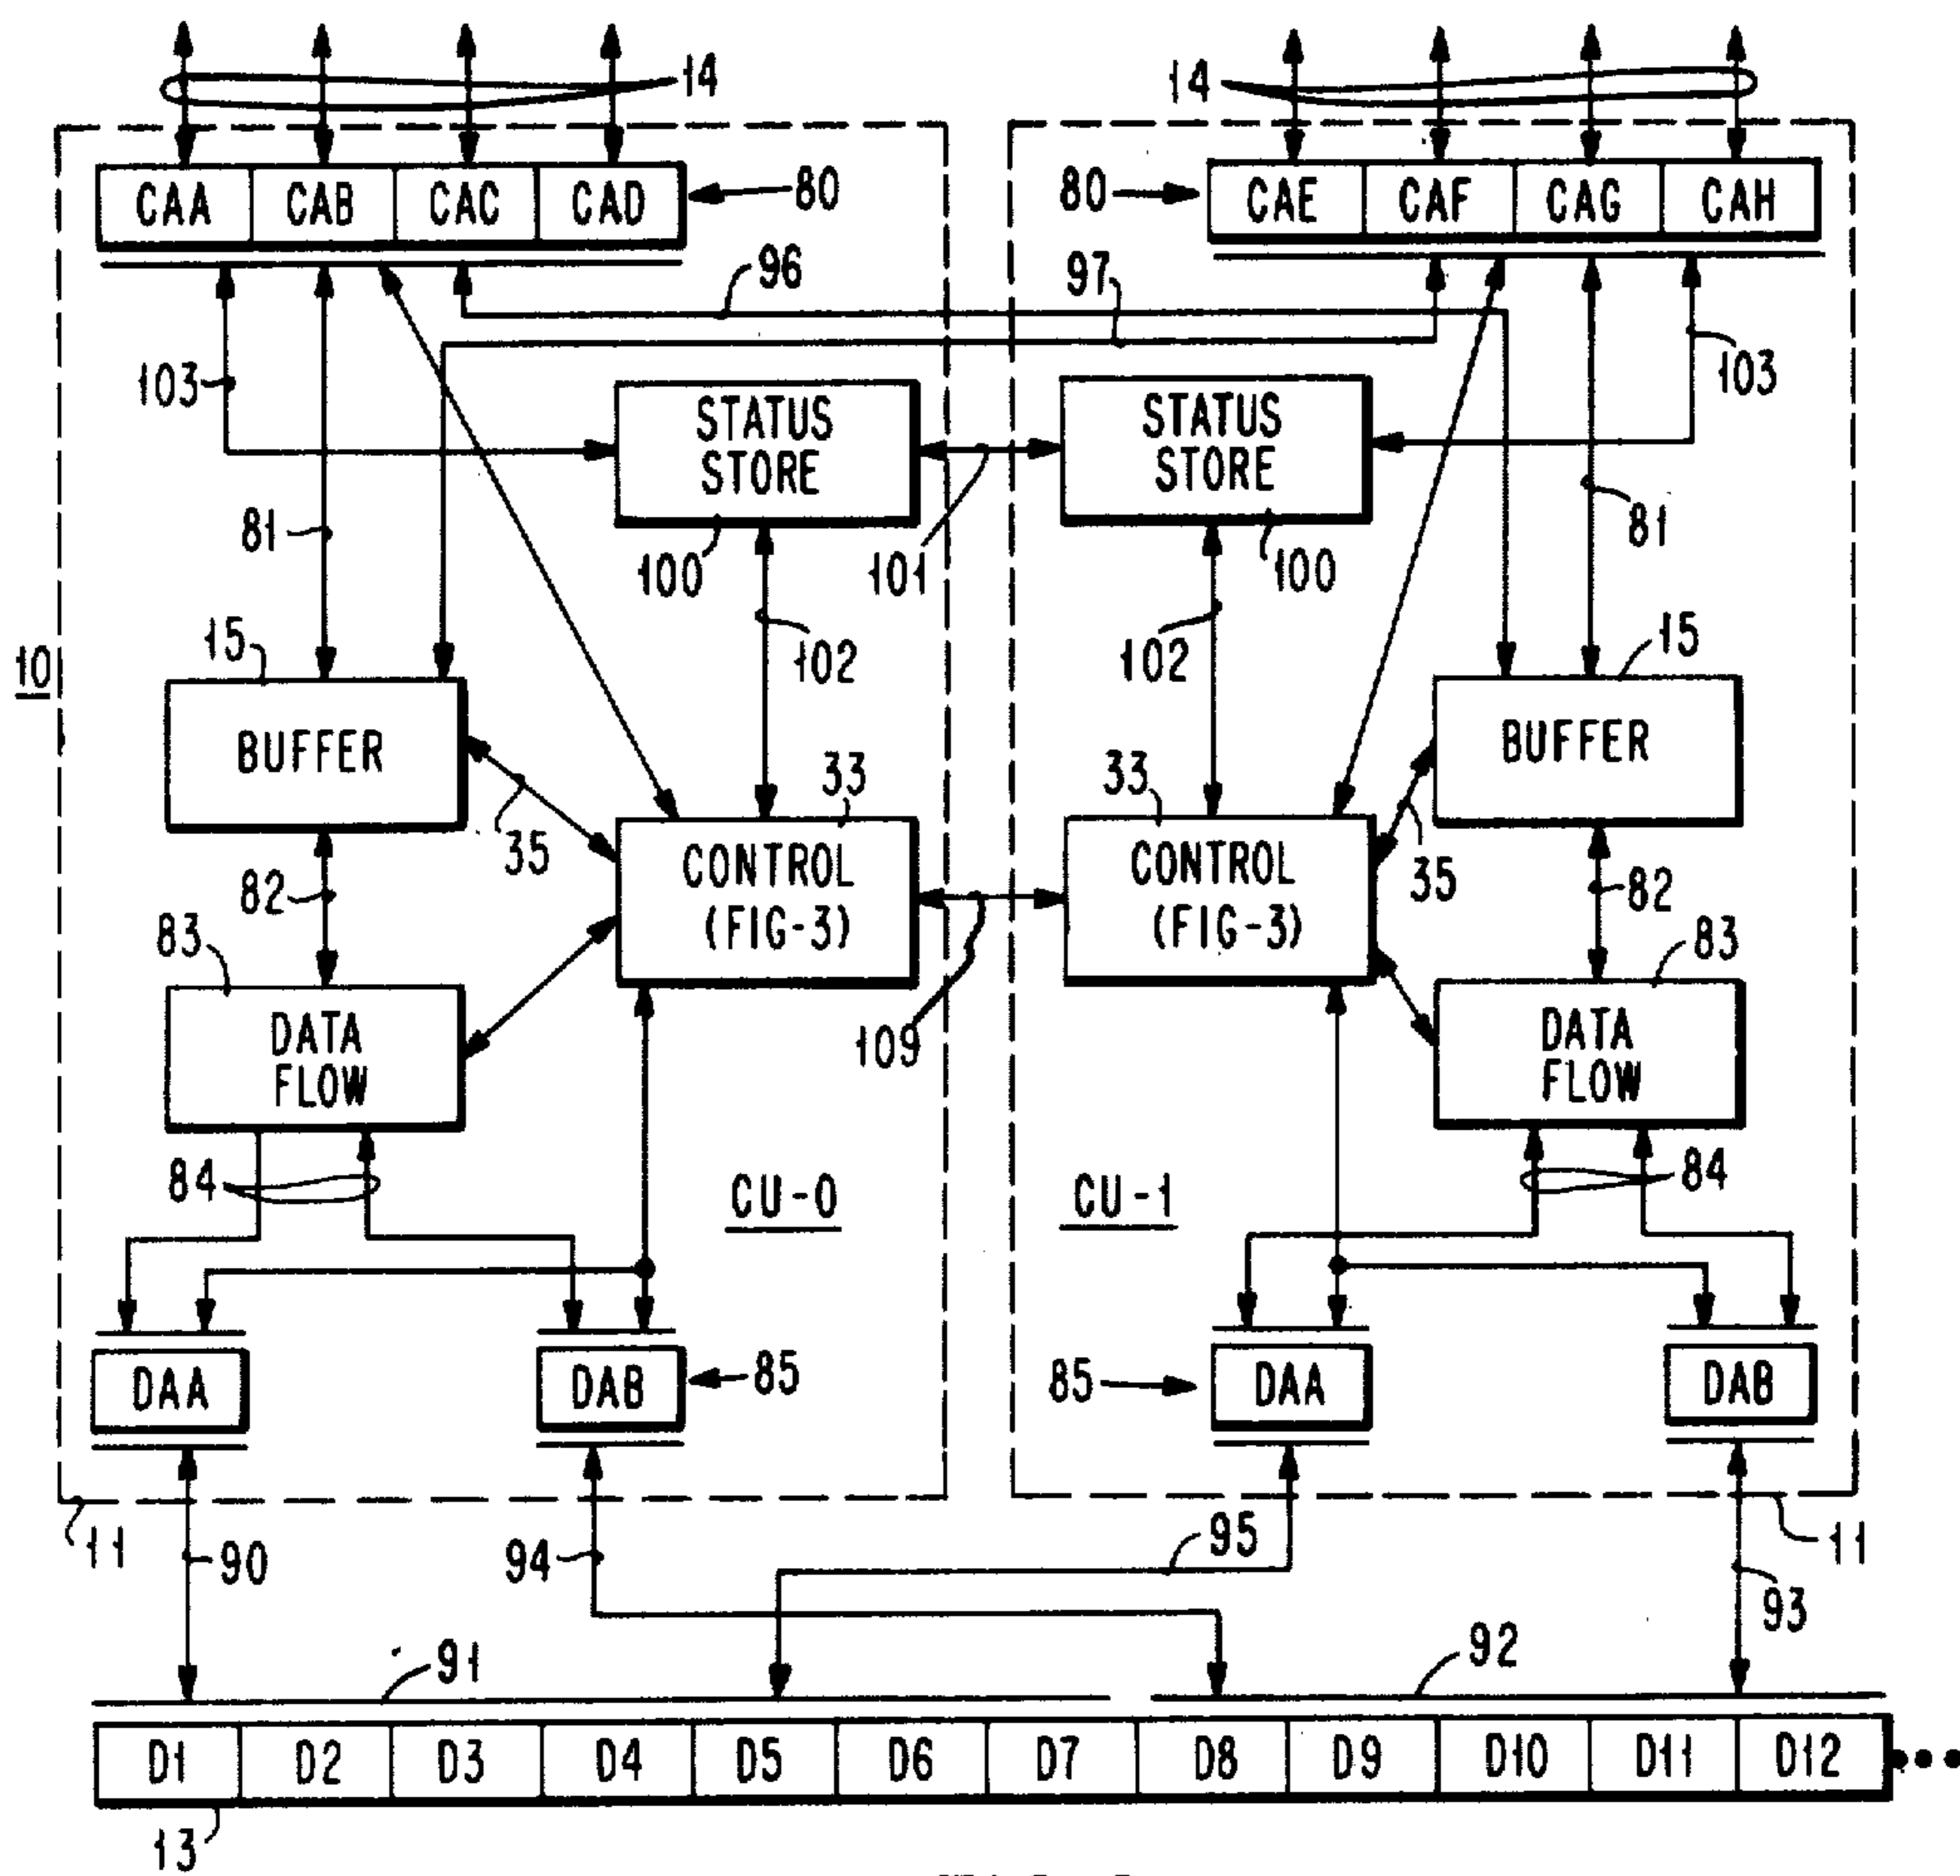 14 14
CAA CAB CAC CAD 80 80 CAE CAF CAG CAH
96 97
103 103
STATUS STORE STATUS STORE
81 100 101 100 81
15 102 102 15
10
BUFFER BUFFER
33 33
35 35
CONTROL (FIG-3) CONTROL (FIG-3)
82 82
83 83
109
DATA FLOW DATA FLOW
84 CU-0 CU-1 84
DAA DAB 85 85 DAA DAB
11 90 94 95 93 11
91 92
D1 D2 D3 D4 D5 D6 D7 D8 D9 D10 D11 D12 •••
13